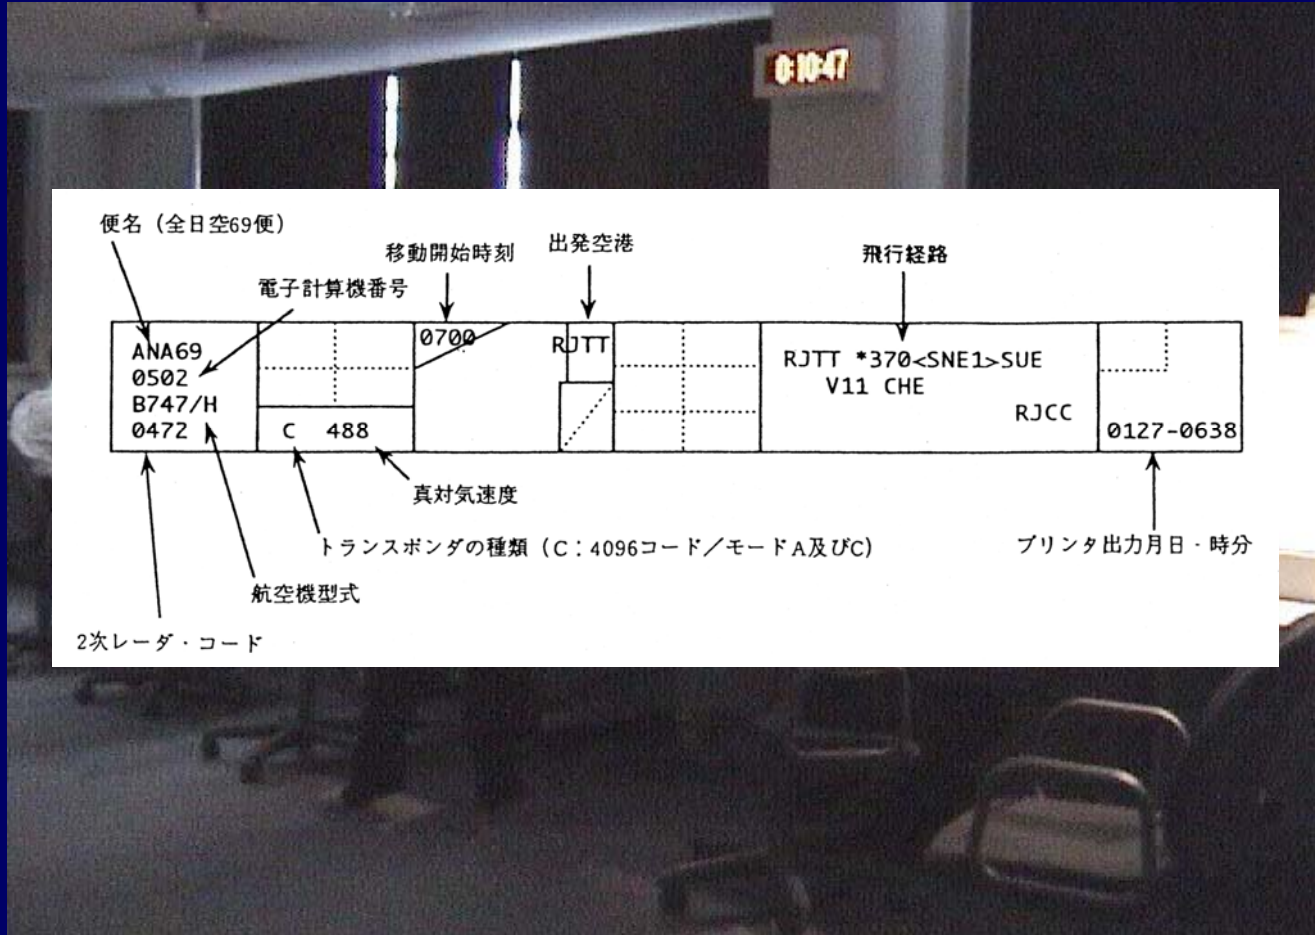 0:10:47
便名（全日空69便）
移動開始時刻
出発空港
飛行経路
電子計算機番号
ANA69
0502
B747/H
0472
C 488
0700
RJTT
RJTT *370<SNE1>SUE
V11 CHE
RJCC
0127-0638
真対気速度
トランスポンダの種類（C：4096コード／モードA及びC）
プリンタ出力月日・時分
航空機型式
2次レーダ・コード